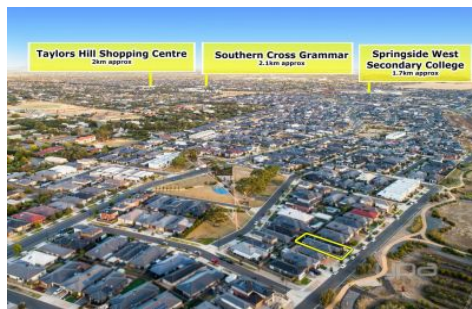 Taylors Hill Shopping Centre
2km approx
Southern Cross Grammar
2.1km approx
Springside West
Secondary College
1.7km approx